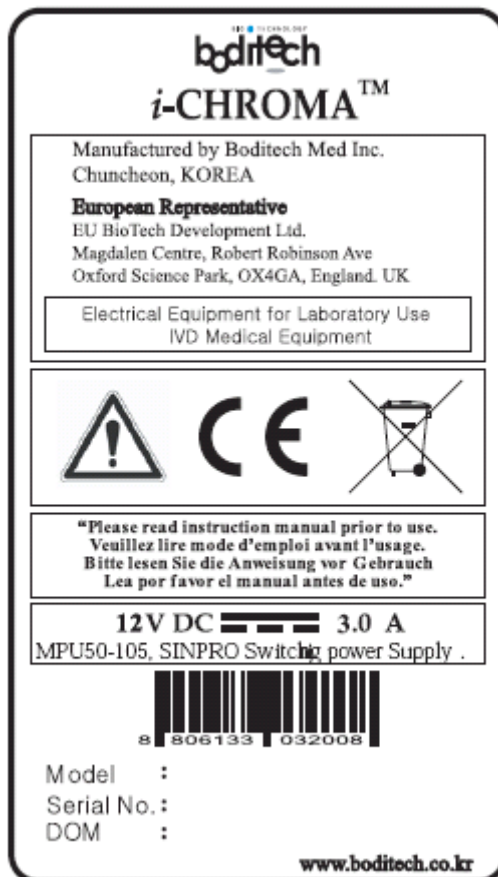 BIO TECHNOLOGY
boditech
i-CHROMA™
Manufactured by Boditech Med Inc.
Chuncheon, KOREA
European Representative
EU BioTech Development Ltd.
Magdalen Centre, Robert Robinson Ave
Oxford Science Park, OX4GA, England. UK
Electrical Equipment for Laboratory Use
IVD Medical Equipment
CE
“Please read instruction manual prior to use.
Veuillez lire mode d’emploi avant l’usage.
Bitte lesen Sie die Anweisung vor Gebrauch
Lea por favor el manual antes de uso.”
12V DC 3.0 A
MPU50-105, SINPRO Switchig power Supply .
8 806133 032008
Model :
Serial No. :
DOM :
www.boditech.co.kr